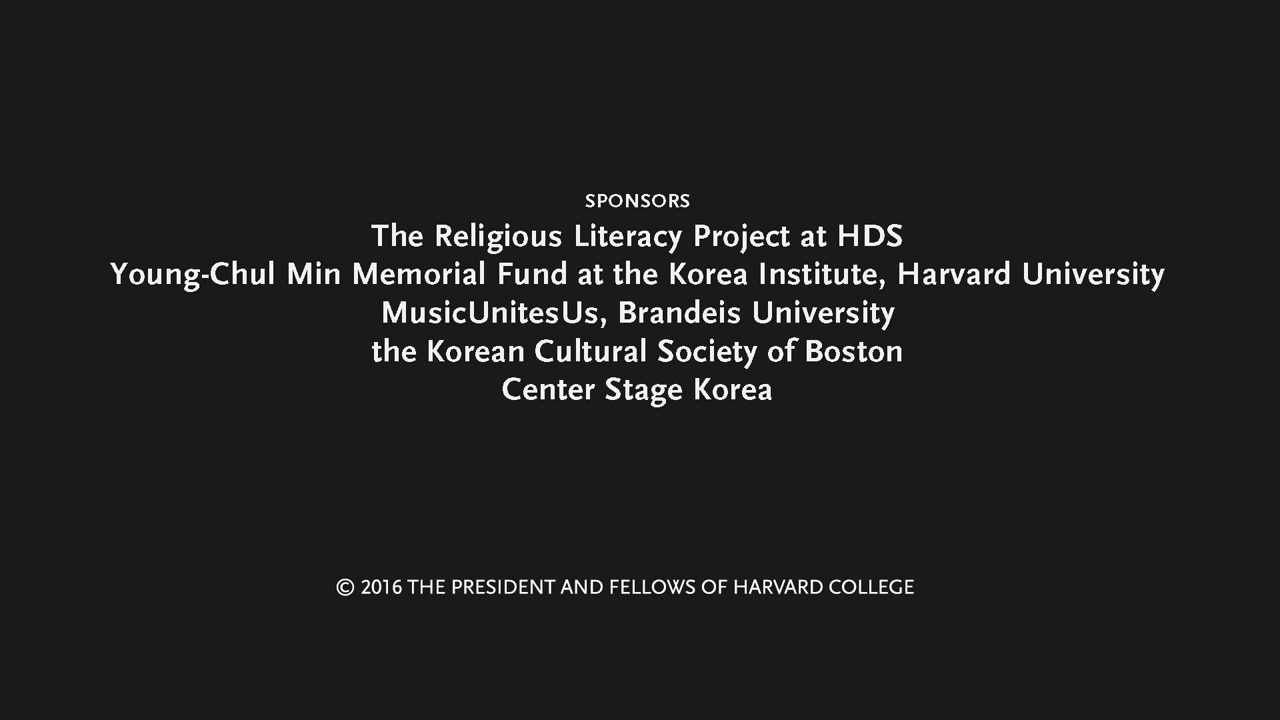 SPONSORS
The Religious Literacy Project at HDS
Young-Chul Min Memorial Fund at the Korea Institute, Harvard University
MusicUnitesUs, Brandeis University
the Korean Cultural Society of Boston
Center Stage Korea
© 2016 THE PRESIDENT AND FELLOWS OF HARVARD COLLEGE